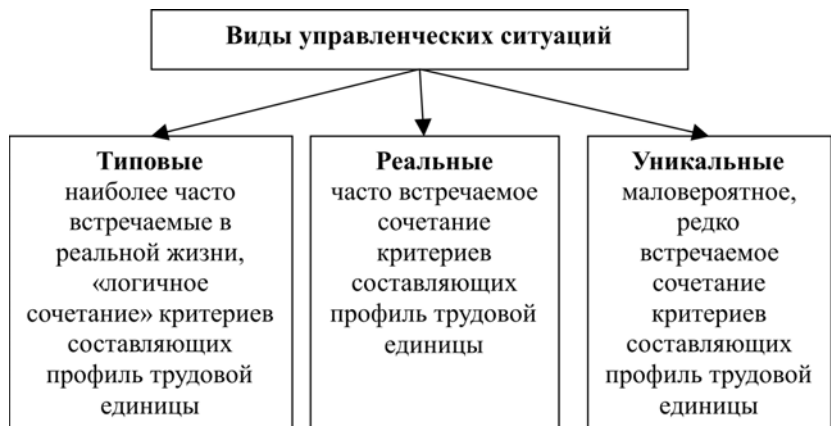 Виды управленческих ситуаций
Типовые
наиболее часто
встречаемые в
реальной жизни,
«логичное
сочетание» критериев
составляющих
профиль трудовой
единицы
Реальные
часто встречаемое
сочетание
критериев
составляющих
профиль трудовой
единицы
Уникальные
маловероятное,
редко
встречаемое
сочетание
критериев
составляющих
профиль трудовой
единицы